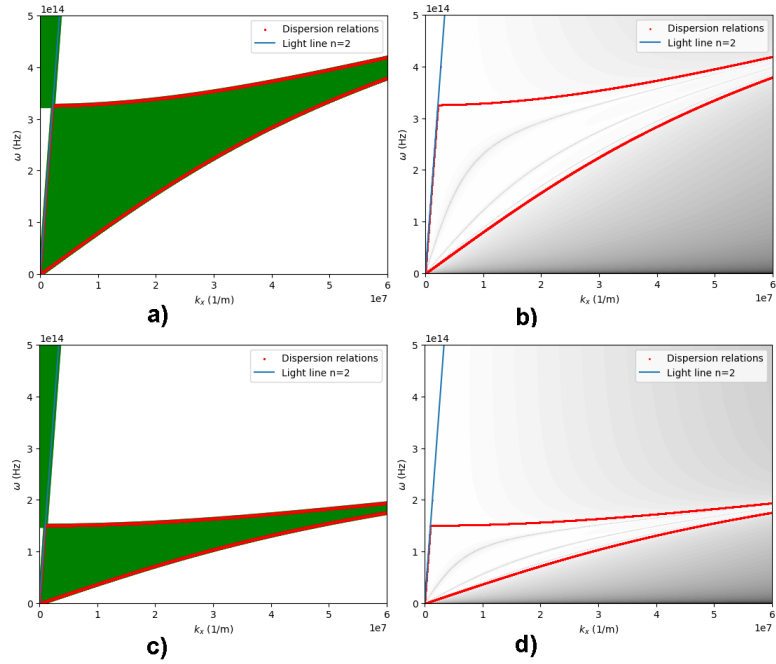 1e14
5
4
3
2
1
0
ω (Hz)
Dispersion relations
Light line n=2
0
1
2
3
4
5
6
1e7
kₓ (1/m)
a)
1e14
5
4
3
2
1
0
ω (Hz)
Dispersion relations
Light line n=2
0
1
2
3
4
5
6
1e7
kₓ (1/m)
b)
1e14
5
4
3
2
1
0
ω (Hz)
Dispersion relations
Light line n=2
0
1
2
3
4
5
6
1e7
kₓ (1/m)
c)
1e14
5
4
3
2
1
0
ω (Hz)
Dispersion relations
Light line n=2
0
1
2
3
4
5
6
1e7
kₓ (1/m)
d)